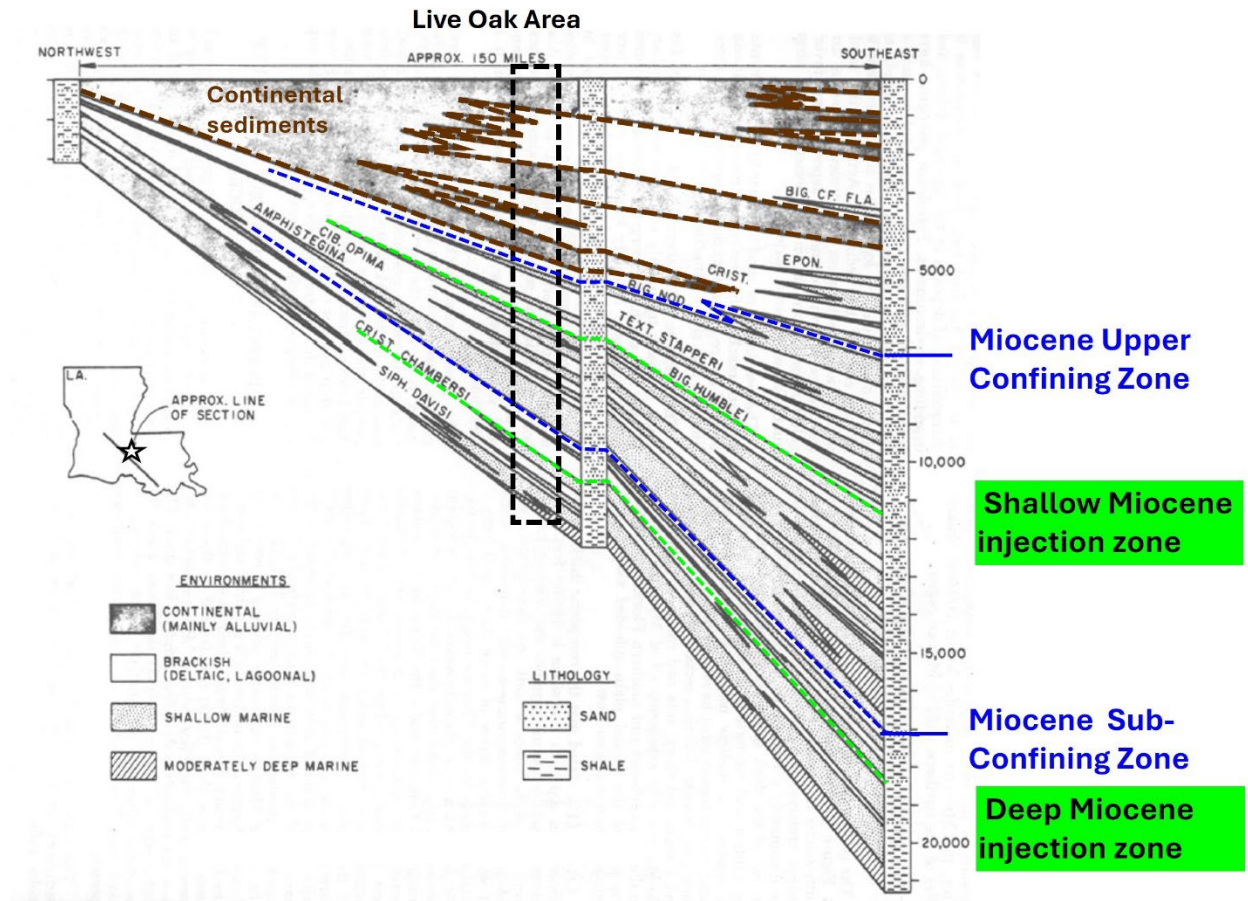 Live Oak Area
NORTHWEST
APPROX. 150 MILES
SOUTHEAST
0
Continental
sediments
BIG. CF. FLA.
AMPHISTEGINA
CIB. OPIMA
EPON.
CRIST.
5000
BIG. NOD.
TEXT. STAPPERI
BIG. HUMBLEI
CRIST. CHAMBERSI
SIPH. DAVISI
Miocene Upper
Confining Zone
LA.
APPROX. LINE
OF SECTION
10,000
Shallow Miocene
injection zone
ENVIRONMENTS
CONTINENTAL
(MAINLY ALLUVIAL)
BRACKISH
(DELTAIC, LAGOONAL)
SHALLOW MARINE
MODERATELY DEEP MARINE
LITHOLOGY
SAND
SHALE
15,000
Miocene Sub-
Confining Zone
Deep Miocene
injection zone
20,000